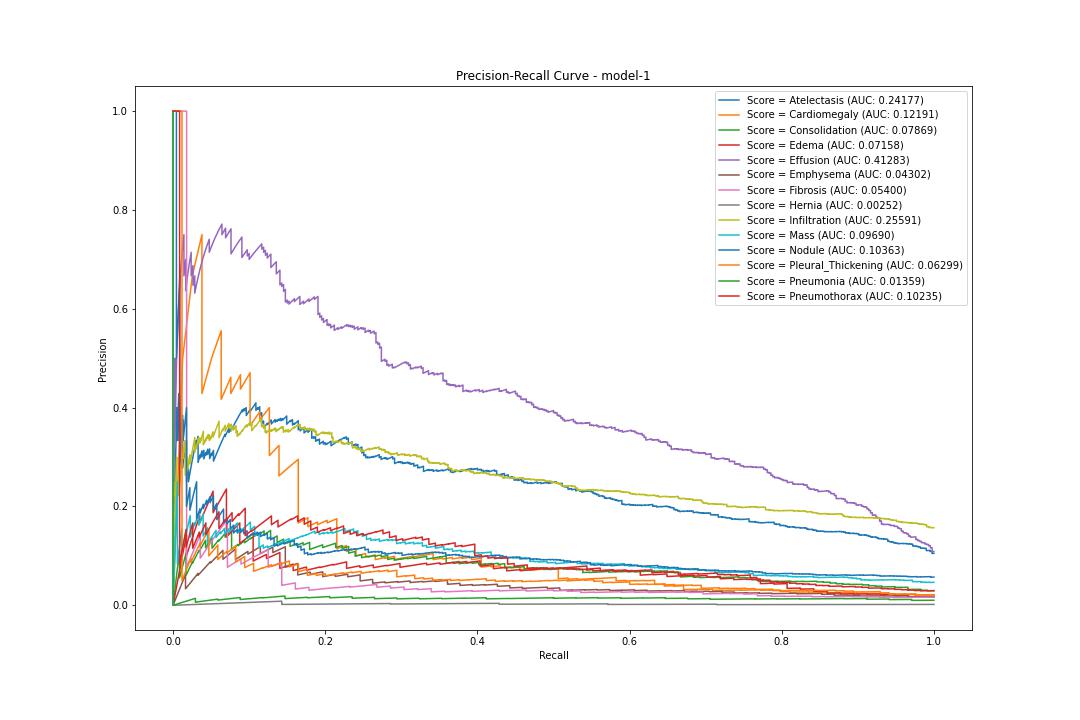 Precision-Recall Curve - model-1
Score = Atelectasis (AUC: 0.24177)
Score = Cardiomegaly (AUC: 0.12191)
Score = Consolidation (AUC: 0.07869)
Score = Edema (AUC: 0.07158)
Score = Effusion (AUC: 0.41283)
Score = Emphysema (AUC: 0.04302)
Score = Fibrosis (AUC: 0.05400)
Score = Hernia (AUC: 0.00252)
Score = Infiltration (AUC: 0.25591)
Score = Mass (AUC: 0.09690)
Score = Nodule (AUC: 0.10363)
Score = Pleural_Thickening (AUC: 0.06299)
Score = Pneumonia (AUC: 0.01359)
Score = Pneumothorax (AUC: 0.10235)
1.0
0.8
0.6
0.4
0.2
0.0
Precision
0.0 0.2 0.4 0.6 0.8 1.0
Recall